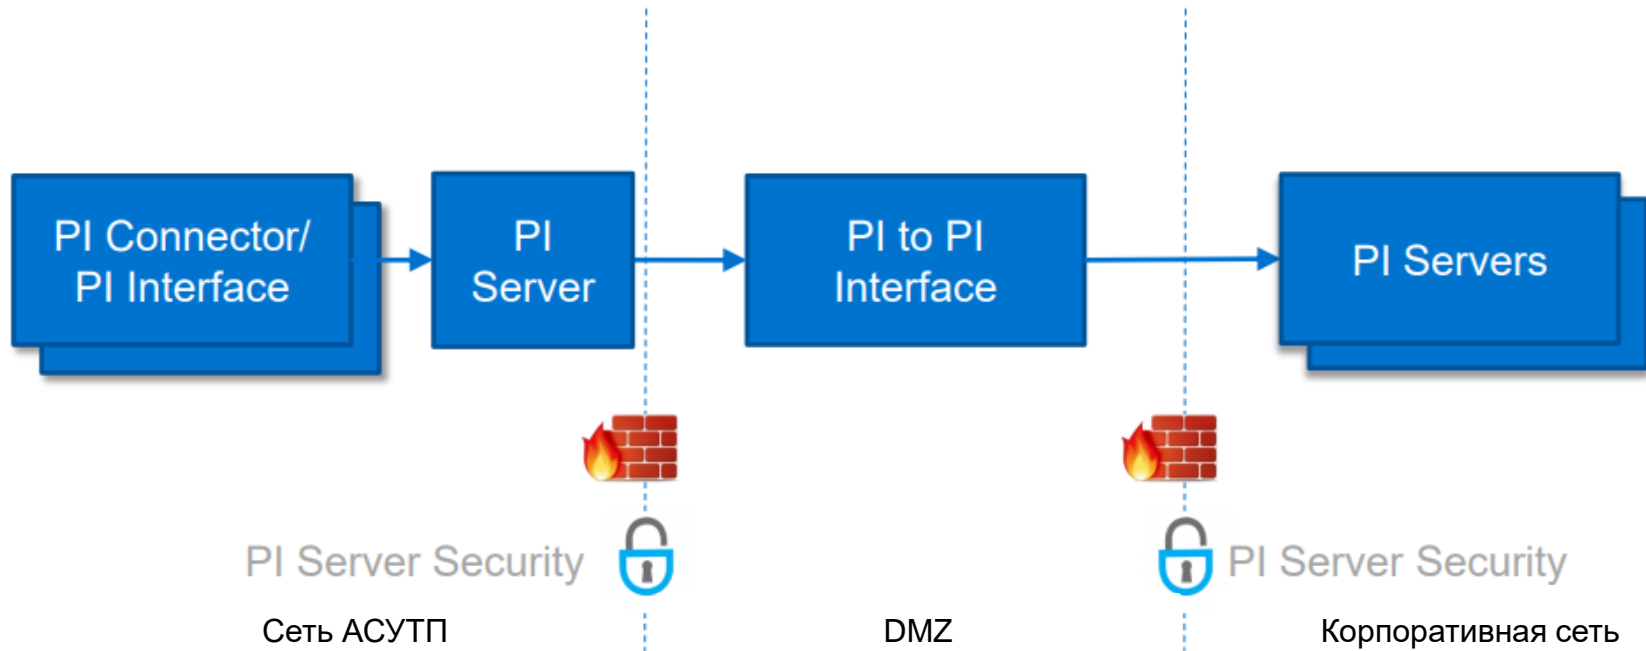 PI Connector/
PI Interface
PI
Server
PI to PI
Interface
PI Servers
PI Server Security
PI Server Security
Сеть АСУТП
DMZ
Корпоративная сеть